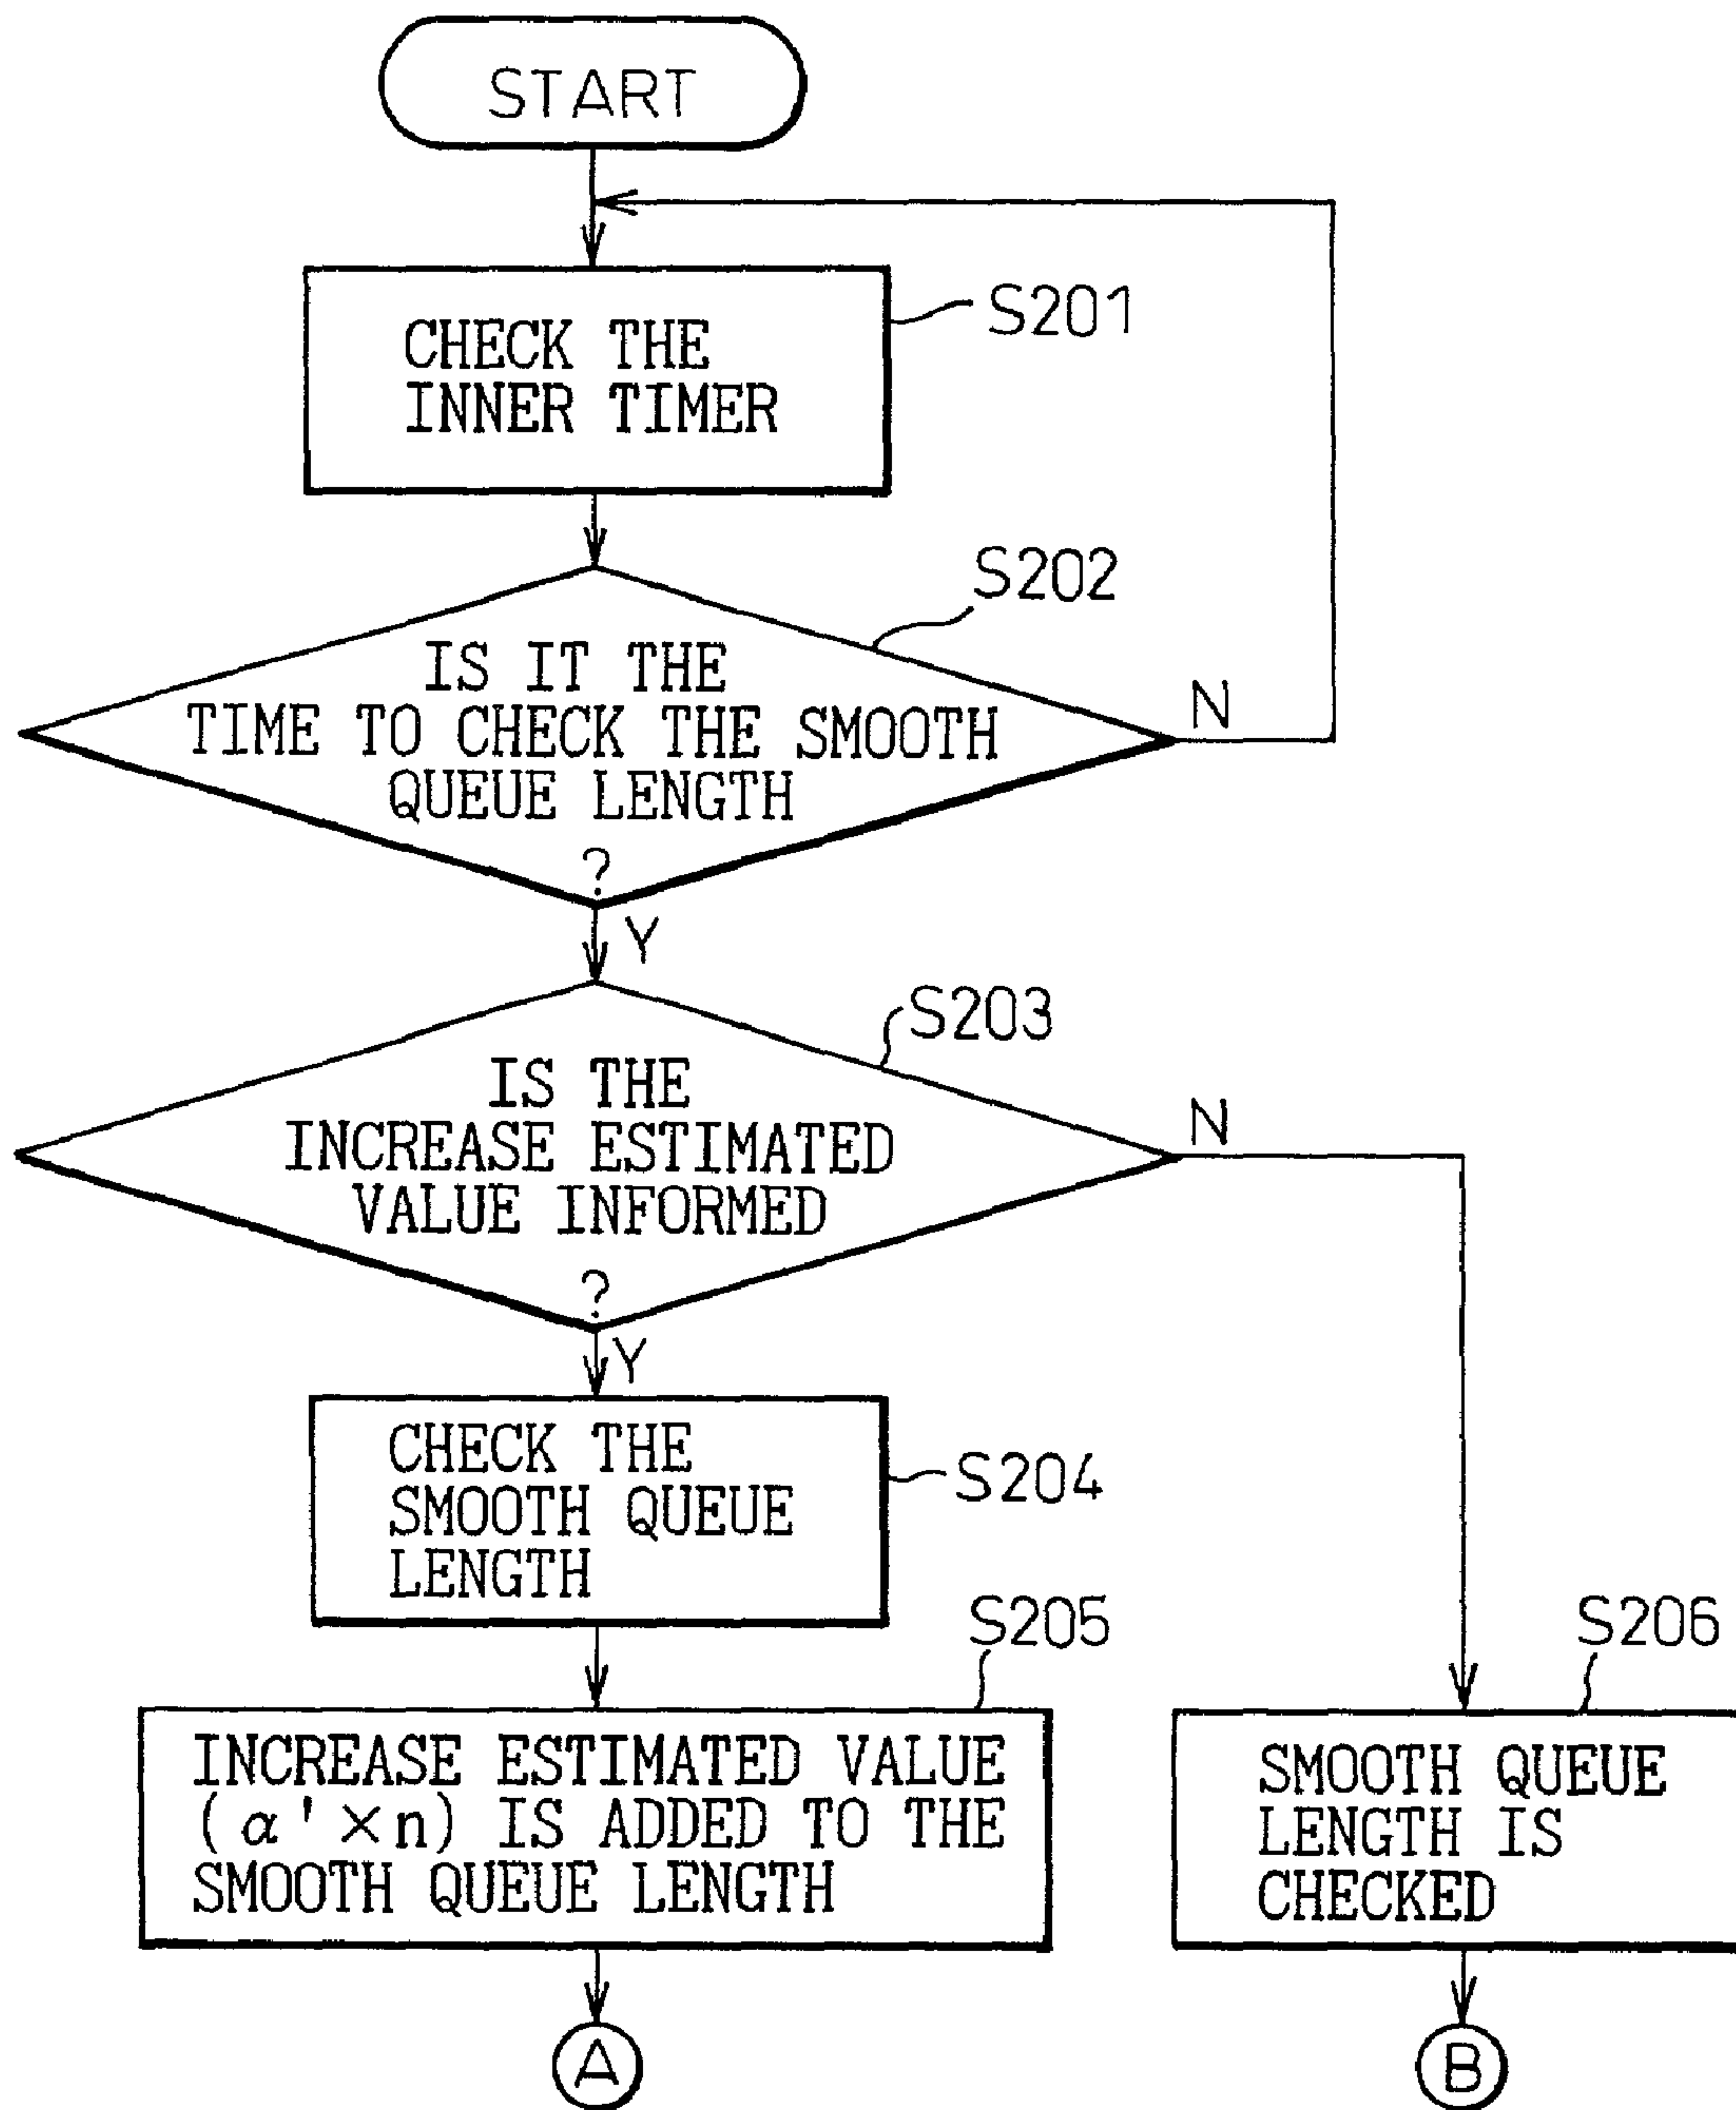 START
CHECK THE
INNER TIMER
S201
IS IT THE
TIME TO CHECK THE SMOOTH
QUEUE LENGTH
?
S202
N
Y
IS THE
INCREASE ESTIMATED
VALUE INFORMED
?
S203
N
Y
CHECK THE
SMOOTH QUEUE
LENGTH
S204
S205
INCREASE ESTIMATED VALUE
(α'×n) IS ADDED TO THE
SMOOTH QUEUE LENGTH
S206
SMOOTH QUEUE
LENGTH IS
CHECKED
A
B